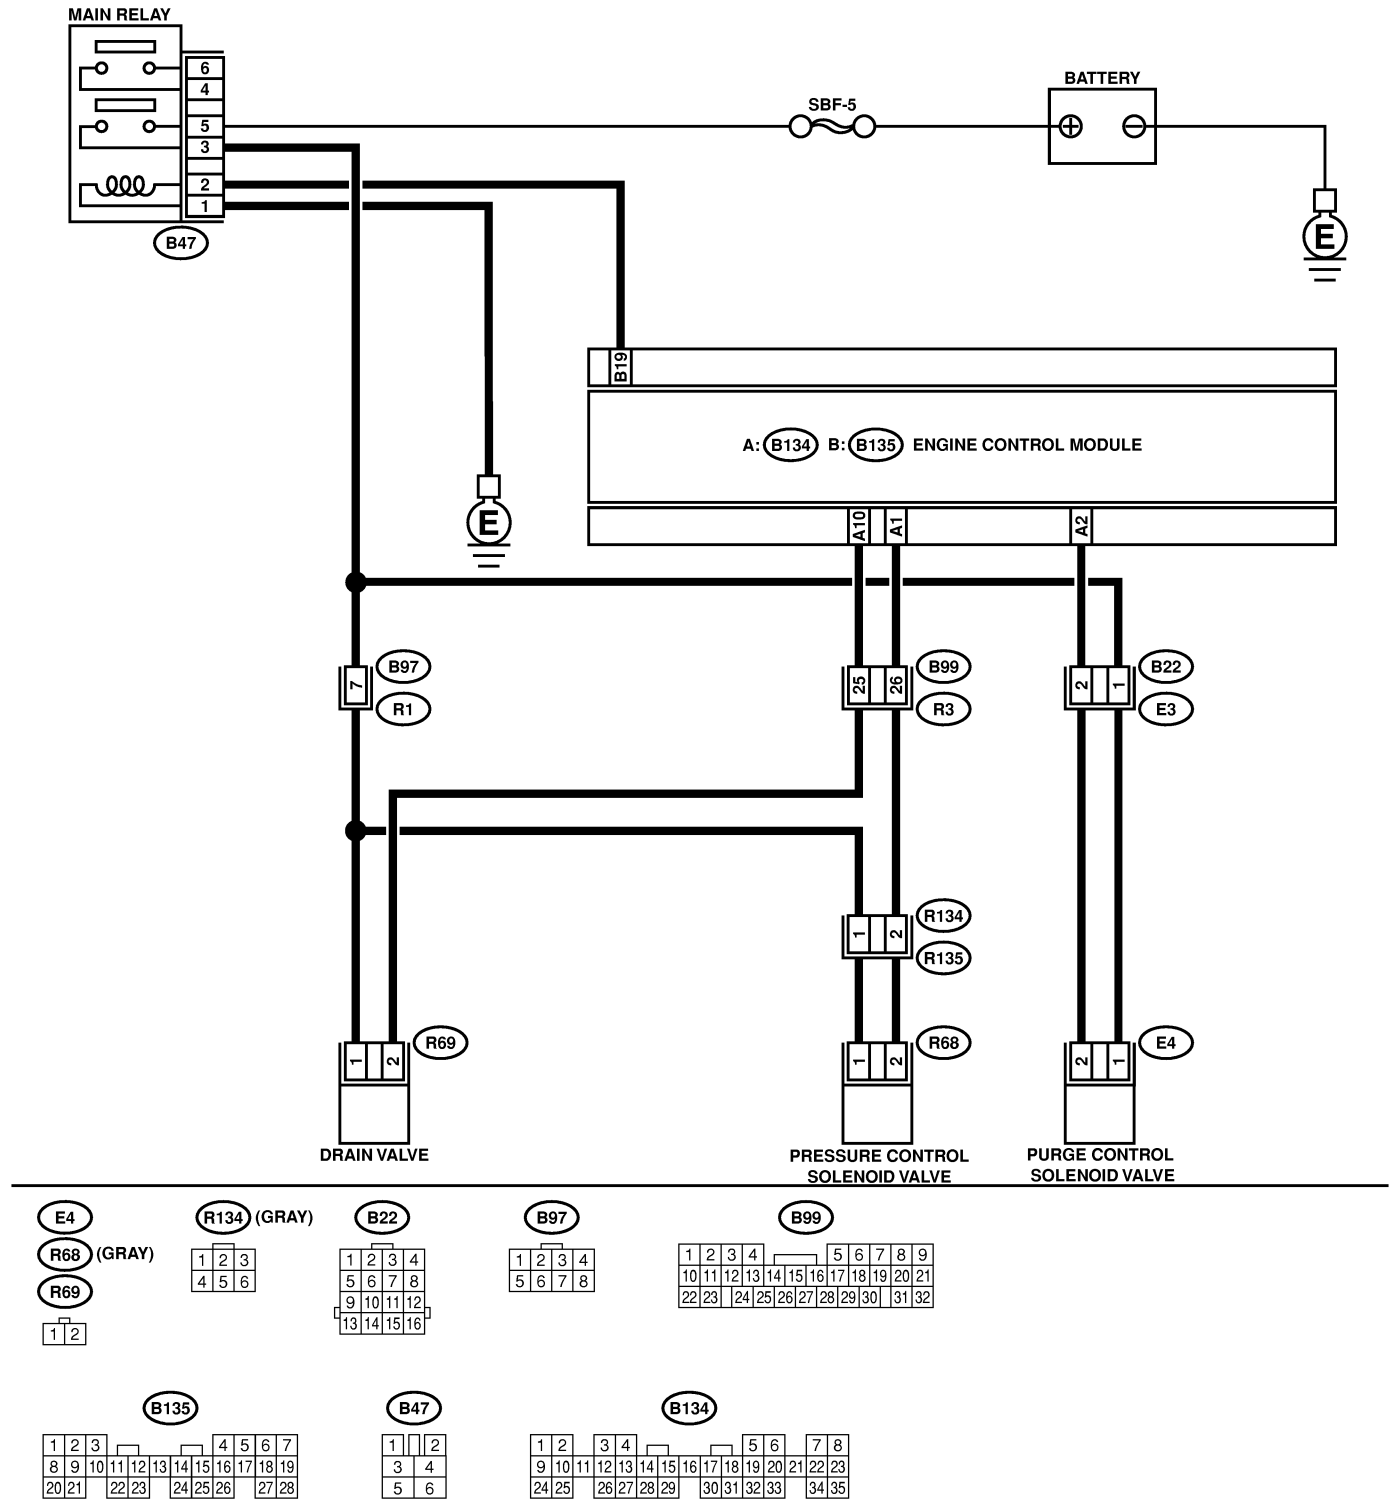 MAIN RELAY
6
4
5
3
2
1
B47
SBF-5
BATTERY
E
B19
A: B134 B: B135 ENGINE CONTROL MODULE
E
A10 A1 A2
7
B97
R1
25 26
B99
R3
2 1
B22
E3
1 2
R134
R135
1 2
R69
1 2
R68
2 1
E4
DRAIN VALVE
PRESSURE CONTROL
SOLENOID VALVE
PURGE CONTROL
SOLENOID VALVE
E4
R68 (GRAY)
R69
1 2
R134 (GRAY)
1 2 3
4 5 6
B22
1 2 3 4
5 6 7 8
9 10 11 12
13 14 15 16
B97
1 2 3 4
5 6 7 8
B99
1 2 3 4 5 6 7 8 9
10 11 12 13 14 15 16 17 18 19 20 21
22 23 24 25 26 27 28 29 30 31 32
B135
1 2 3 4 5 6 7
8 9 10 11 12 13 14 15 16 17 18 19
20 21 22 23 24 25 26 27 28
B47
1 2
3 4
5 6
B134
1 2 3 4 5 6 7 8
9 10 11 12 13 14 15 16 17 18 19 20 21 22 23
24 25 26 27 28 29 30 31 32 33 34 35